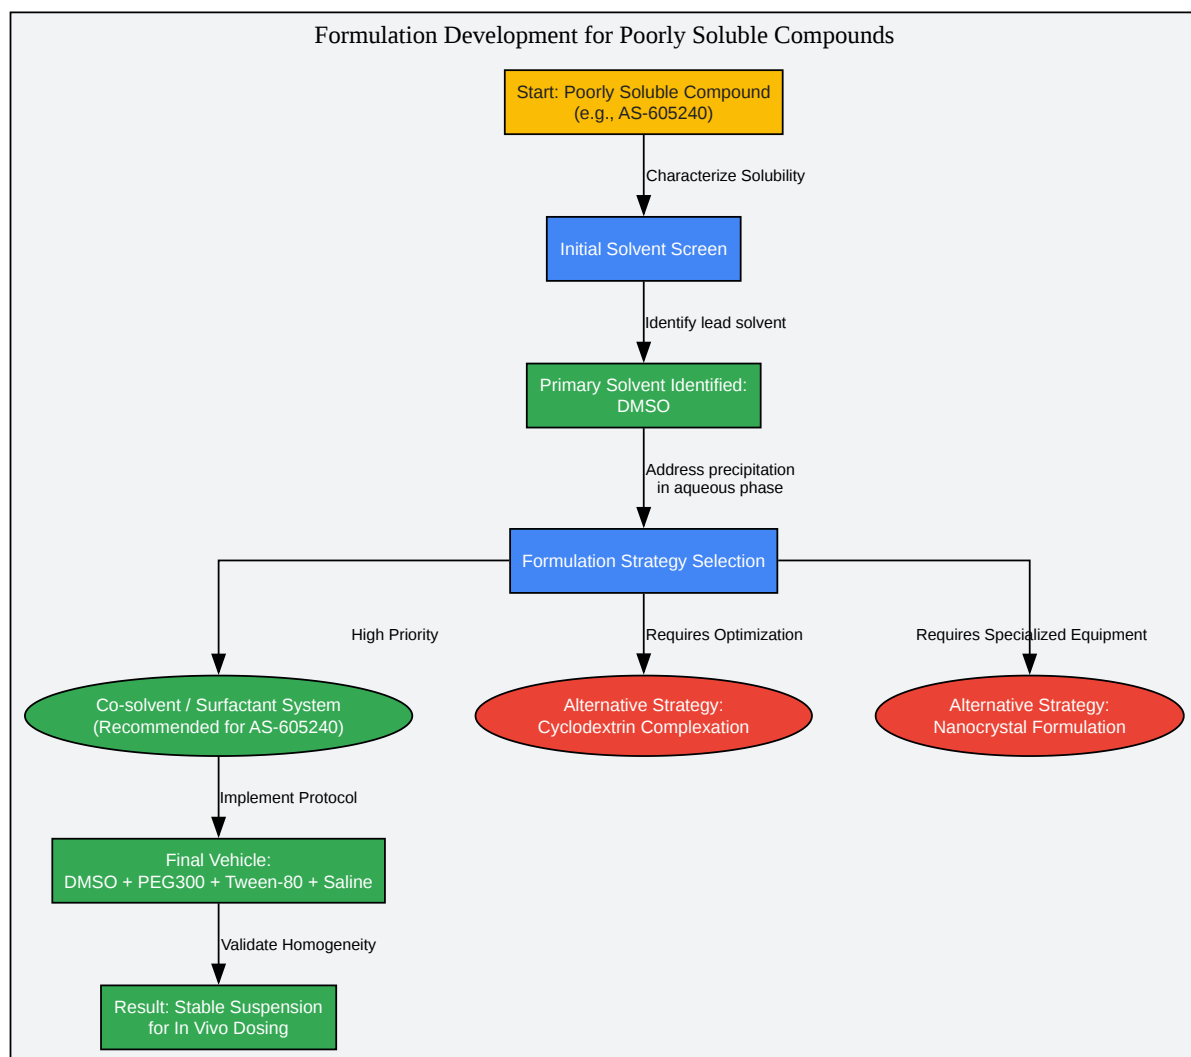 Formulation Development for Poorly Soluble Compounds
Start: Poorly Soluble Compound
(e.g., AS-605240)
Characterize Solubility
Initial Solvent Screen
Identify lead solvent
Primary Solvent Identified:
DMSO
Address precipitation
in aqueous phase
Formulation Strategy Selection
High Priority
Requires Optimization
Requires Specialized Equipment
Co-solvent / Surfactant System
(Recommended for AS-605240)
Alternative Strategy:
Cyclodextrin Complexation
Alternative Strategy:
Nanocrystal Formulation
Implement Protocol
Final Vehicle:
DMSO + PEG300 + Tween-80 + Saline
Validate Homogeneity
Result: Stable Suspension
for In Vivo Dosing